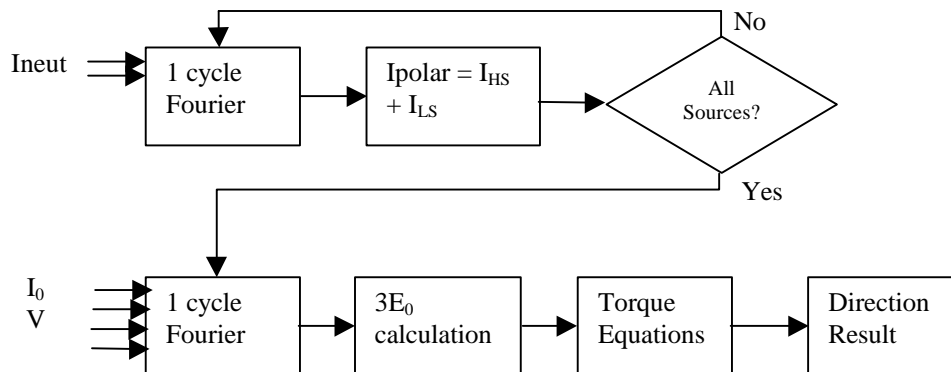 No
Ineut
1 cycle
Fourier
Ipolar = I_HS
+ I_LS
All
Sources?
Yes
I_0
V
1 cycle
Fourier
3E_0
calculation
Torque
Equations
Direction
Result